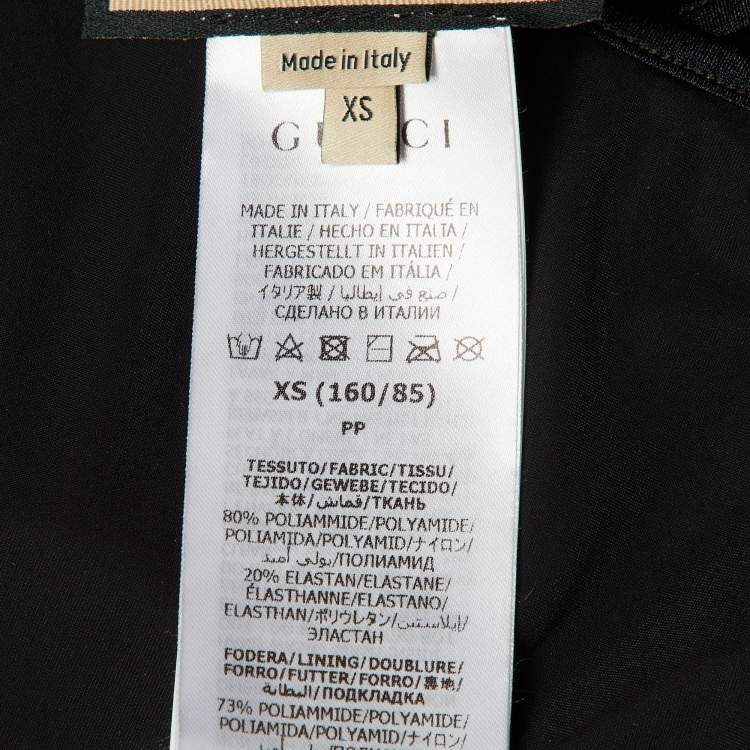 Made in Italy
XS
GUCCI
MADE IN ITALY / FABRIQUÉ EN
ITALIE / HECHO EN ITALIA /
HERGESTELLT IN ITALIEN /
FABRICADO EM ITÁLIA /
イタリア製 / صنع في إيطاليا /
СДЕЛАНО В ИТАЛИИ
XS (160/85)
PP
TESSUTO/FABRIC/TISSU/
TEJIDO/GEWEBE/TECIDO/
本体/قماش/ТКАНЬ
80% POLIAMMIDE/POLYAMIDE/
POLIAMIDA/POLYAMID/ナイロン/
بولي أميد/ПОЛИАМИД
20% ELASTAN/ELASTANE/
ÉLASTHANNE/ELASTANO/
ELASTHAN/ポリウレタン/إيلاستين/
ЭЛАСТАН
FODERA/LINING/DOUBLURE/
FORRO/FUTTER/FORRO/裏地/
البطانة/ПОДКЛАДКА
73% POLIAMMIDE/POLYAMIDE/
POLIAMIDA/POLYAMID/ナイロン/
بولي أميد/ПОЛИАМИД